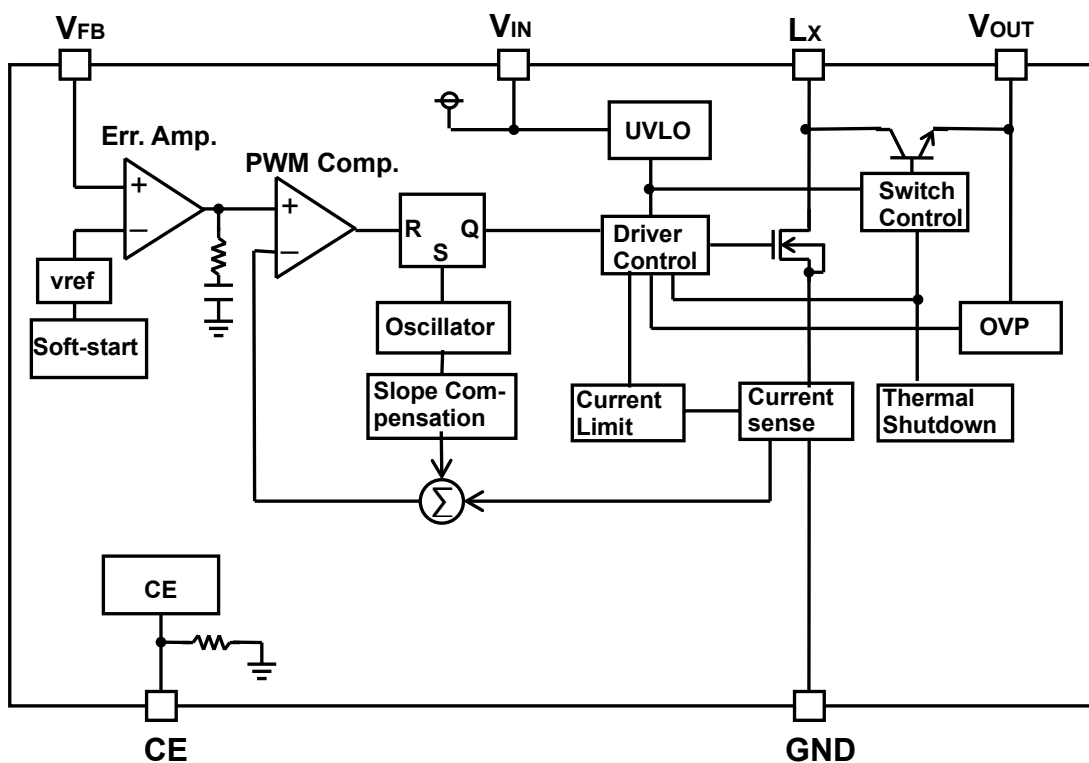 VFB
VIN
LX
VOUT
Err. Amp.
PWM Comp.
UVLO
Switch
Control
+
−
+
−
R Q
S
Driver
Control
vref
Soft-start
Oscillator
OVP
Slope Com-
pensation
Current
Limit
Current
sense
Thermal
Shutdown
Σ
CE
CE
GND